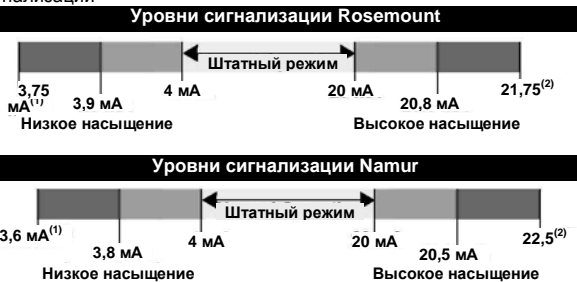 нализации
Уровни сигнализации Rosemount
Штатный режим
3,75 мА(1)
3,9 мА
4 мА
20 мА
20,8 мА
21,75(2)
Низкое насыщение
Высокое насыщение
Уровни сигнализации Namur
Штатный режим
3,6 мА(1)
3,8 мА
4 мА
20 мА
20,5 мА
22,5(2)
Низкое насыщение
Высокое насыщение